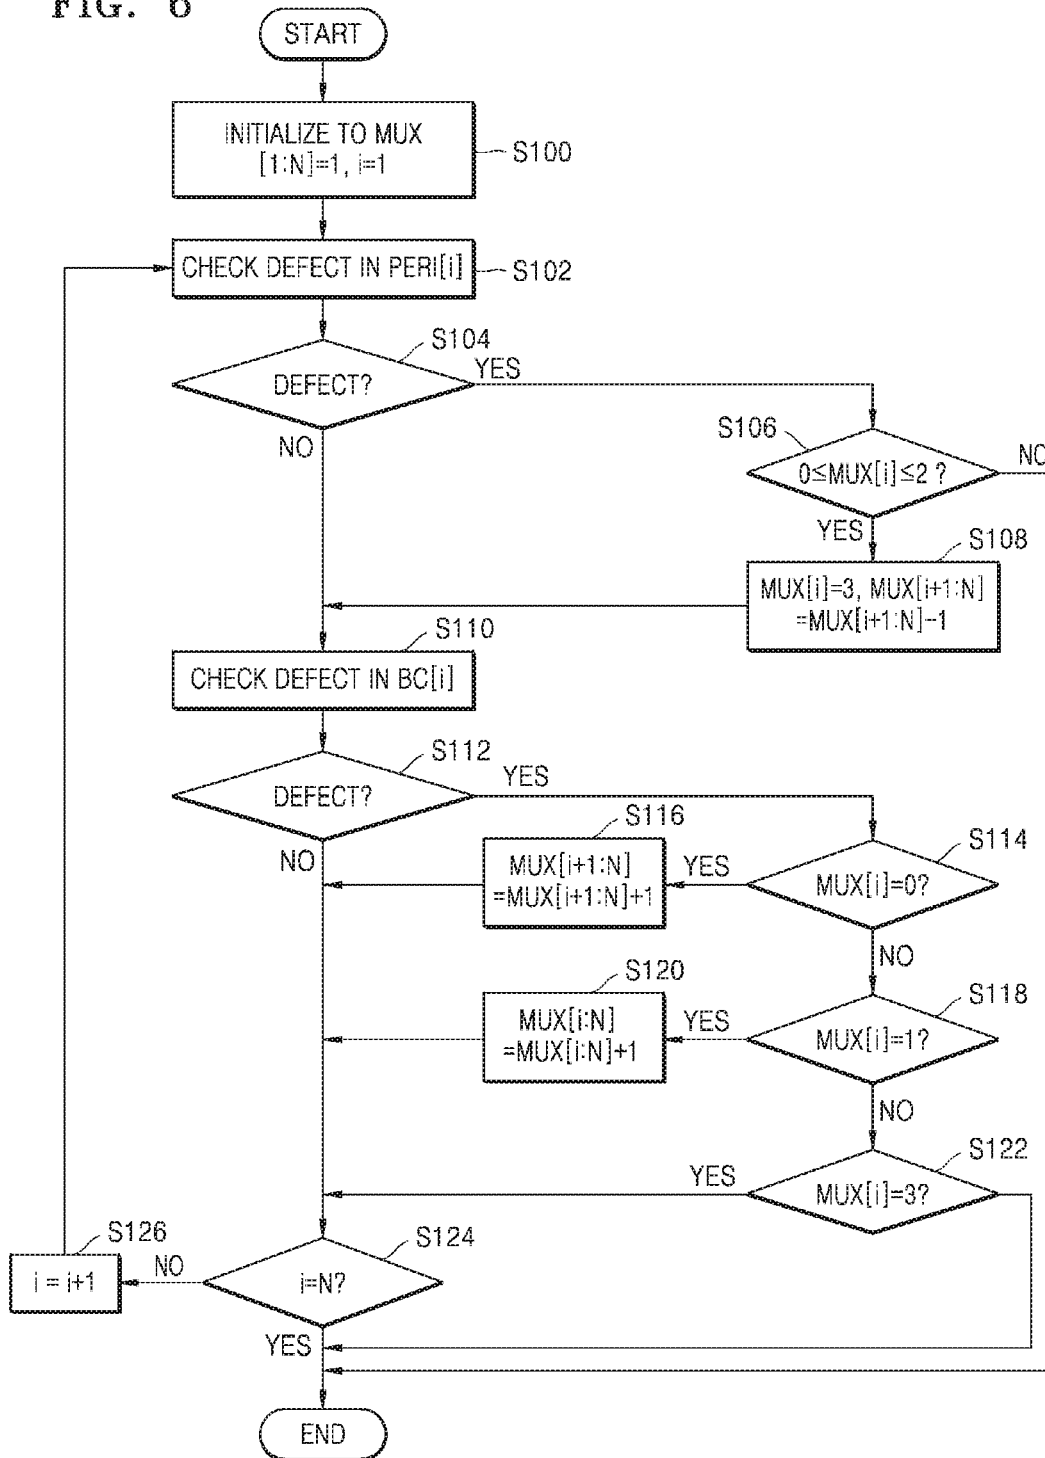 FIG. 6
START
INITIALIZE TO MUX
[1:N]=1, i=1
S100
CHECK DEFECT IN PERI[i]
S102
S104
DEFECT?
YES
NO
S106
0≤MUX[i]≤2 ?
NO
YES
S108
MUX[i]=3, MUX[i+1:N]
=MUX[i+1:N]-1
S110
CHECK DEFECT IN BC[i]
S112
DEFECT?
YES
NO
S116
MUX[i+1:N]
=MUX[i+1:N]+1
YES
S114
MUX[i]=0?
NO
S120
MUX[i:N]
=MUX[i:N]+1
YES
S118
MUX[i]=1?
NO
S122
YES
MUX[i]=3?
S126
i = i+1
NO
S124
i=N?
YES
END